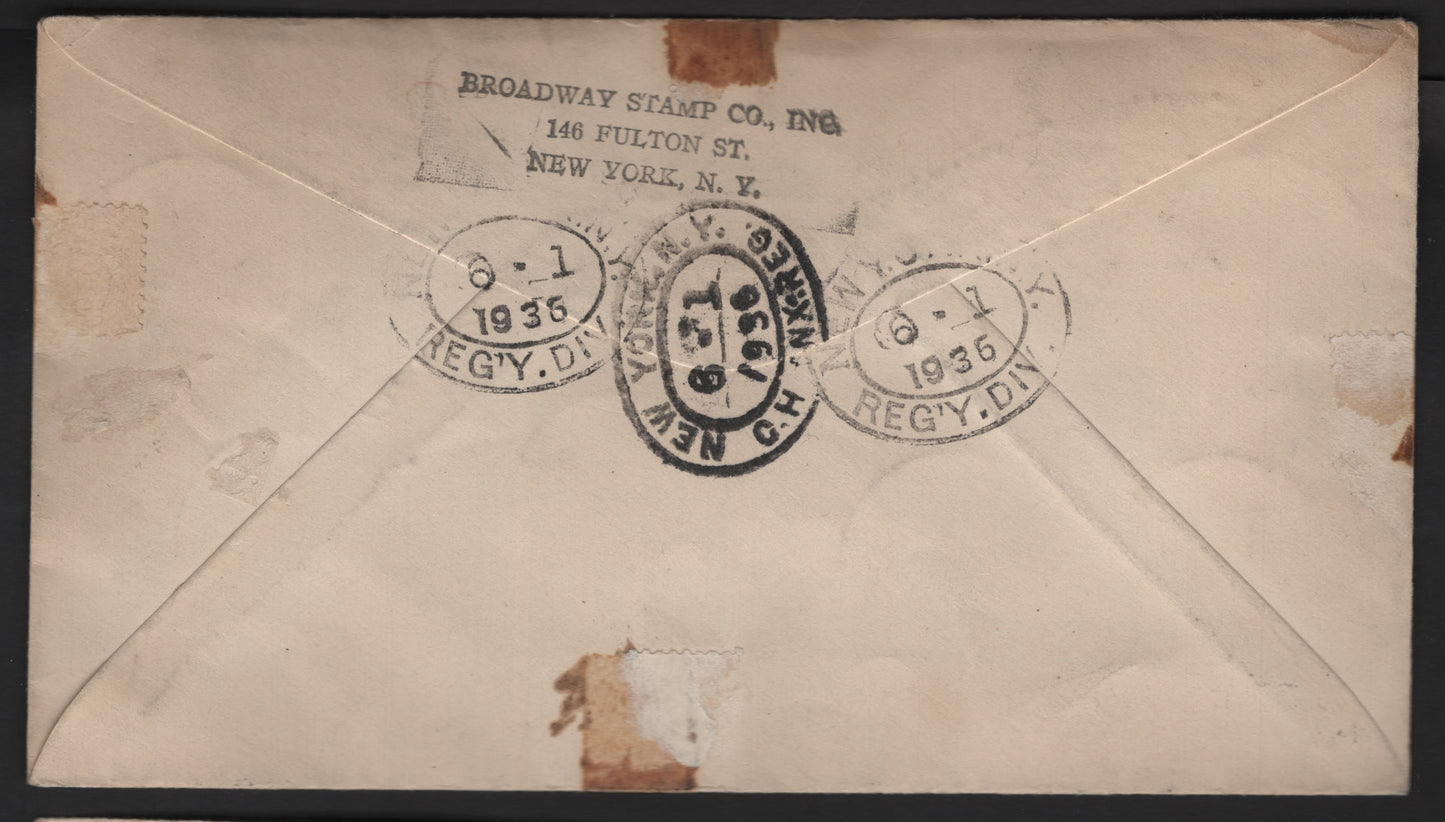 BROADWAY STAMP CO., INC.
146 FULTON ST.
NEW YORK, N. Y.
6 - 1
1936
REG'Y. DIV.
NEW YORK, N.Y.
C.H. NX. REG.
6 - 1
1936
NEW Y
Y.
6 - 1
1936
REG'Y. DIV.